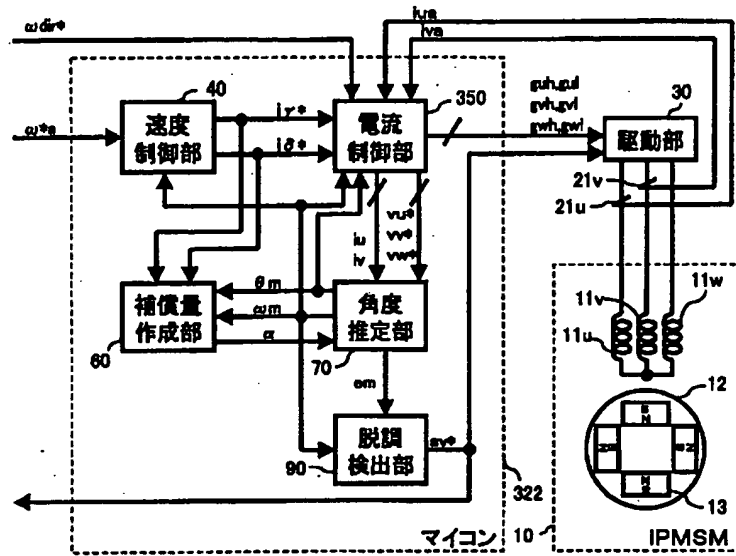 ωdir*
iua
iva
40
350
guh,gul
gvh,gvl
gwh,gwl
30
ω*a
速度
制御部
iγ*
iδ*
電流
制御部
駆動部
21v
21u
iu
iv
vu*
vv*
vw*
11w
11v
11u
補償量
作成部
θm
ωm
α
角度
推定部
60
70
em
12
脱調
検出部
av*
90
322
13
マイコン
10
IPMSM